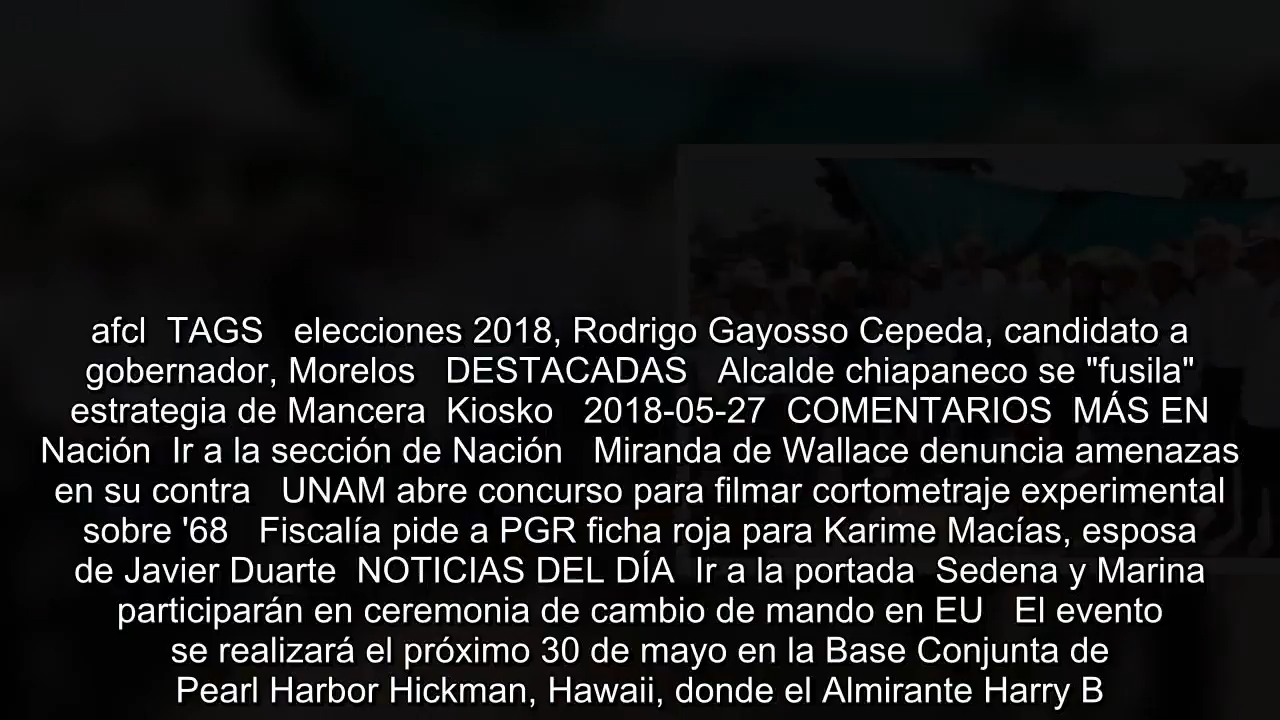 afcl  TAGS   elecciones 2018, Rodrigo Gayosso Cepeda, candidato a
gobernador, Morelos   DESTACADAS   Alcalde chiapaneco se "fusila"
estrategia de Mancera  Kiosko   2018-05-27  COMENTARIOS  MÁS EN
Nación  Ir a la sección de Nación   Miranda de Wallace denuncia amenazas
en su contra   UNAM abre concurso para filmar cortometraje experimental
sobre '68   Fiscalía pide a PGR ficha roja para Karime Macías, esposa
de Javier Duarte  NOTICIAS DEL DÍA  Ir a la portada  Sedena y Marina
participarán en ceremonia de cambio de mando en EU   El evento
se realizará el próximo 30 de mayo en la Base Conjunta de
Pearl Harbor Hickman, Hawaii, donde el Almirante Harry B